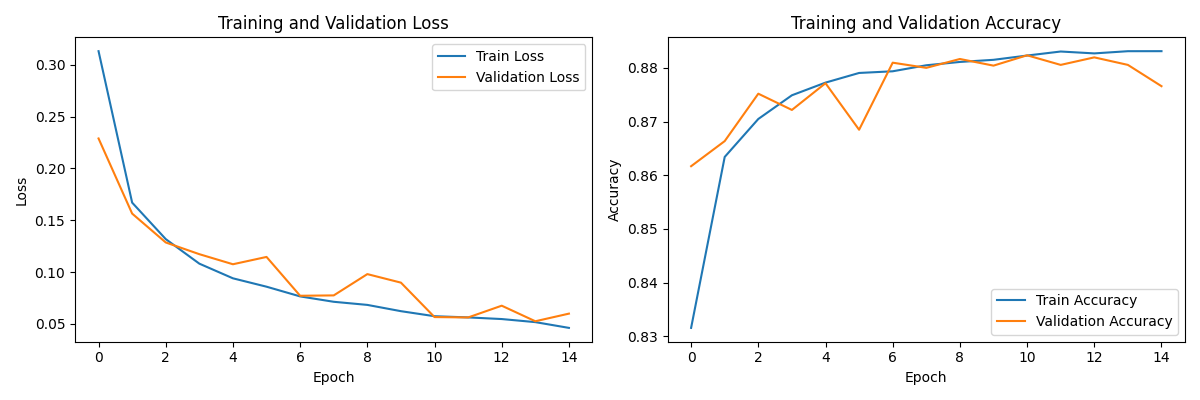 Training and Validation Loss
Train Loss
Validation Loss
0.30
0.25
0.20
0.15
0.10
0.05
Loss
0 2 4 6 8 10 12 14
Epoch
Training and Validation Accuracy
0.88
0.87
0.86
0.85
0.84
0.83
Accuracy
Train Accuracy
Validation Accuracy
0 2 4 6 8 10 12 14
Epoch